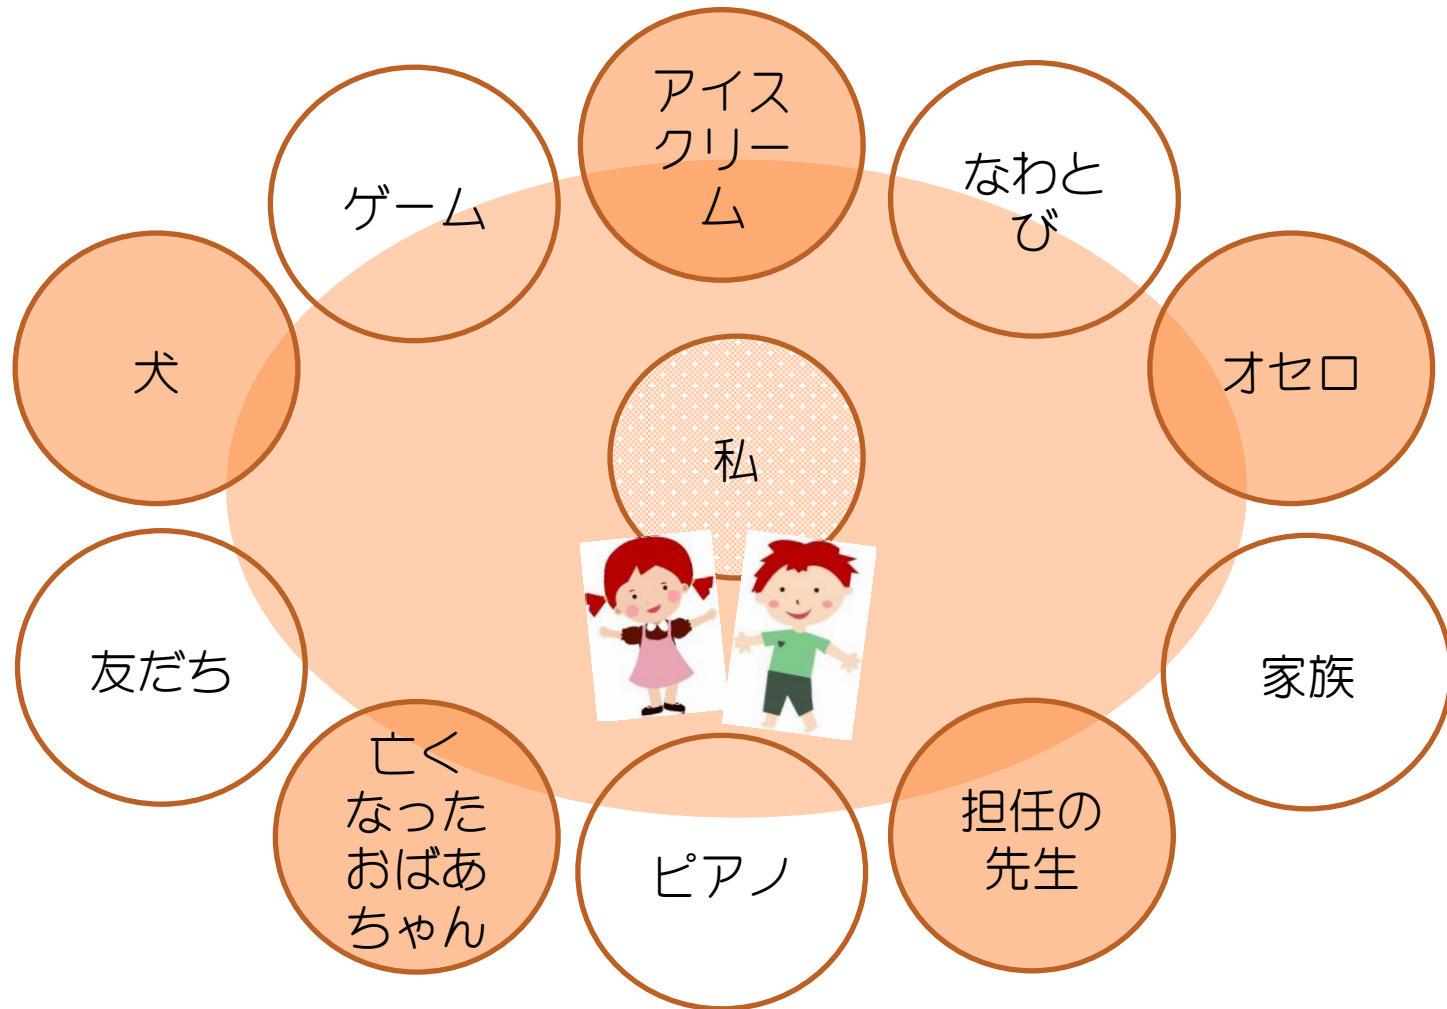 アイス
クリー
ム
ゲーム
なわと
び
犬
オセロ
私
友だち
家族
亡く
なった
おばあ
ちゃん
ピアノ
担任の
先生